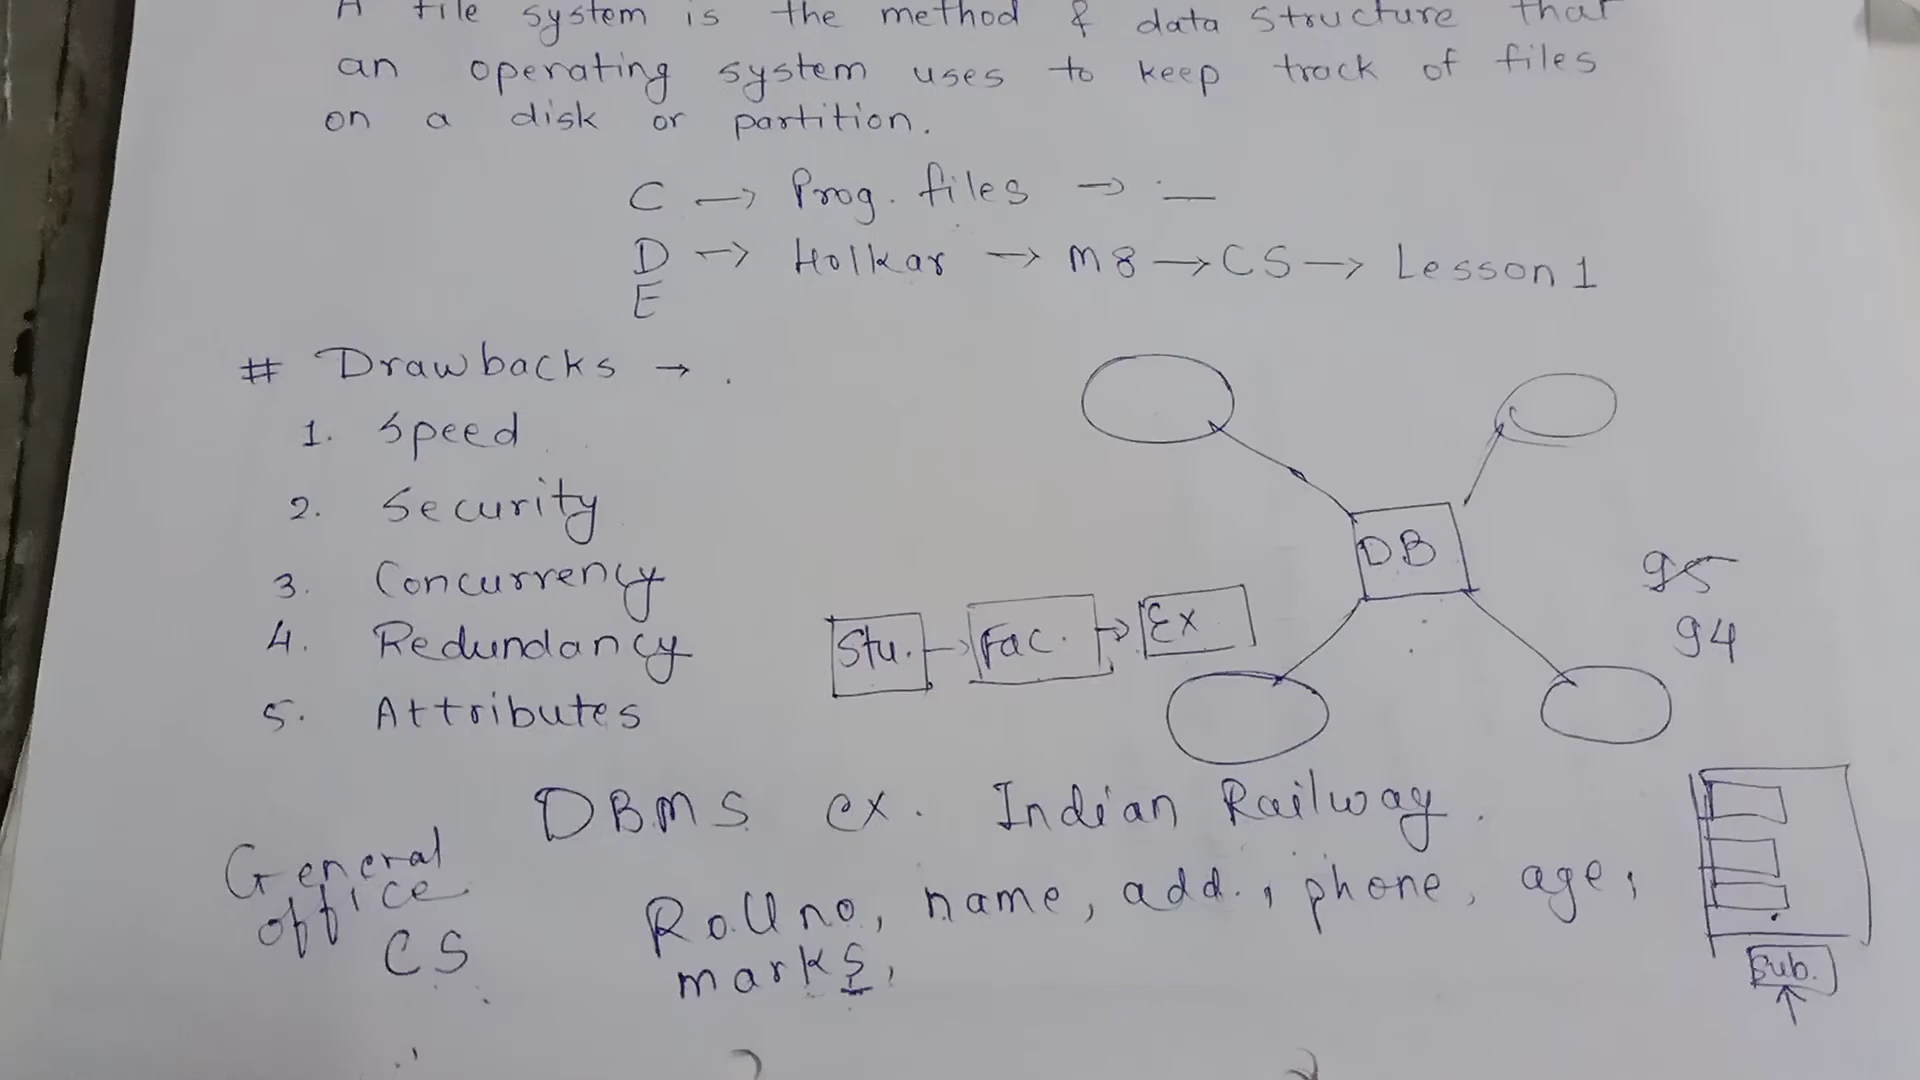 A file system is the method & data structure that
an operating system uses to keep track of files
on a disk or partition.
C → Prog. files → —
D → Holkar → M8 → CS → Lesson 1
E
# Drawbacks →
1. Speed
2. Security
3. Concurrency
4. Redundancy
5. Attributes
DB
Stu. → Fac. → Ex
95
94
DBMS ex. Indian Railway.
General
office
CS
Roll no, name, add., phone, age,
marks,
Sub.